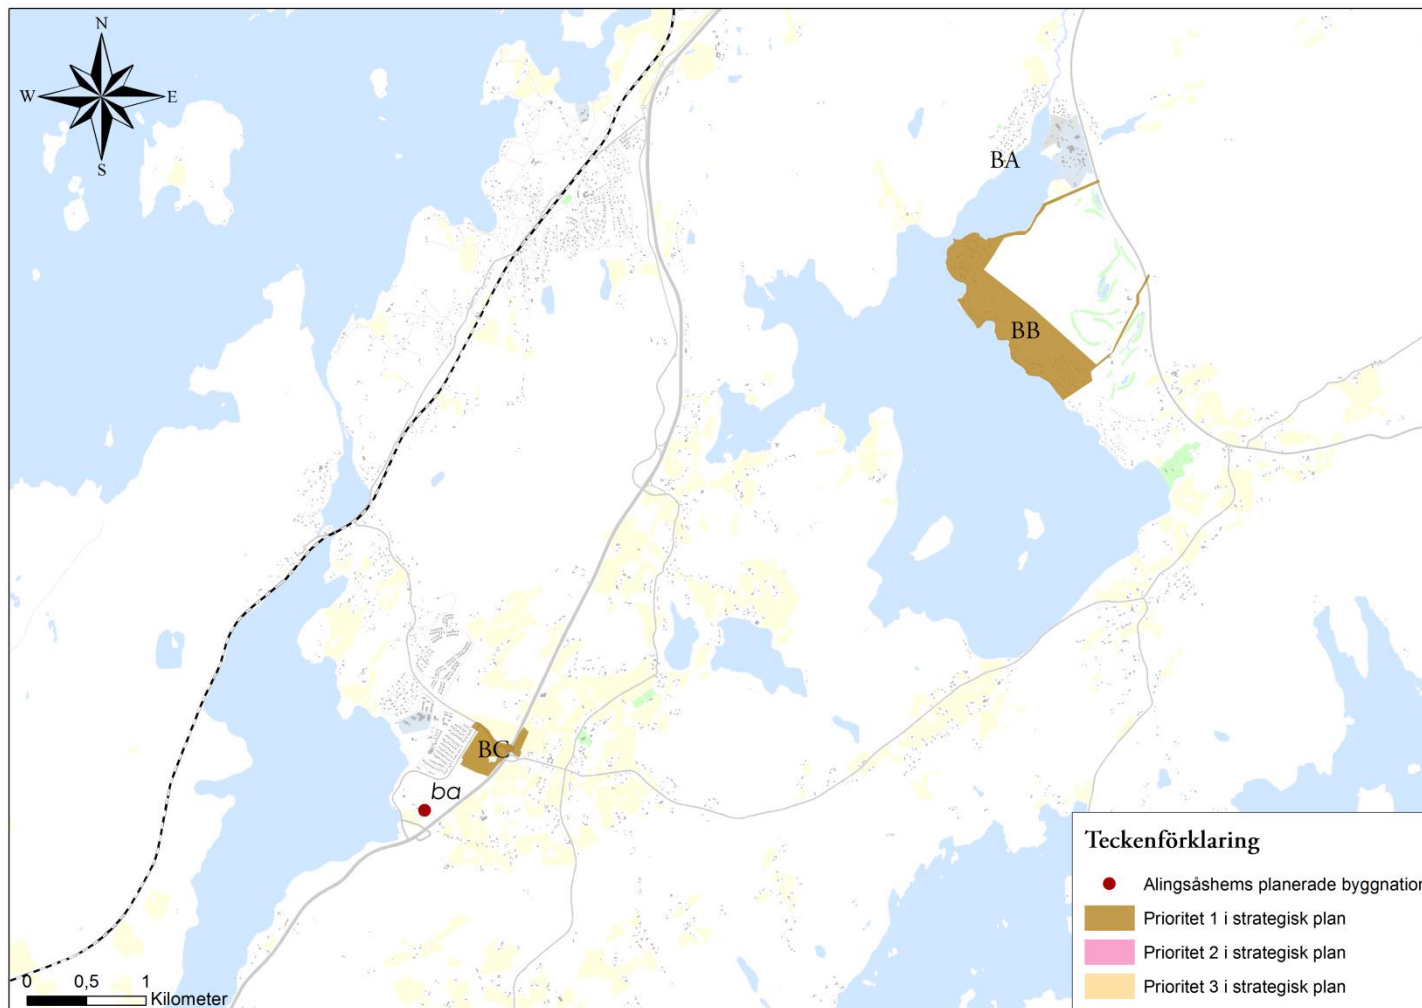 N
W E
S
BA
BB
BC
ba
Teckenförklaring
Alingsåshems planerade byggnation
Prioritet 1 i strategisk plan
Prioritet 2 i strategisk plan
Prioritet 3 i strategisk plan
0 0,5 1
Kilometer